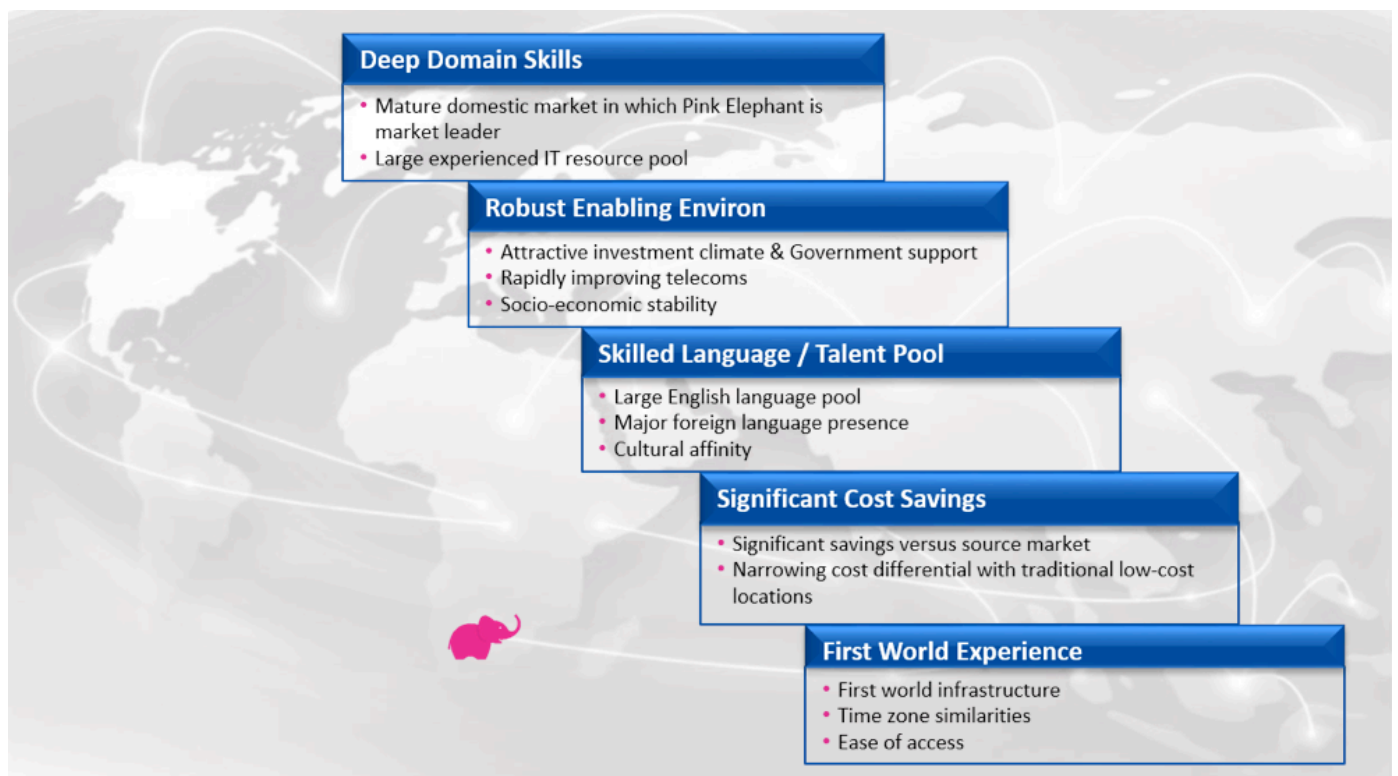 Deep Domain Skills
• Mature domestic market in which Pink Elephant is
market leader
• Large experienced IT resource pool
Robust Enabling Environ
• Attractive investment climate & Government support
• Rapidly improving telecoms
• Socio-economic stability
Skilled Language / Talent Pool
• Large English language pool
• Major foreign language presence
• Cultural affinity
Significant Cost Savings
• Significant savings versus source market
• Narrowing cost differential with traditional low-cost
locations
First World Experience
• First world infrastructure
• Time zone similarities
• Ease of access